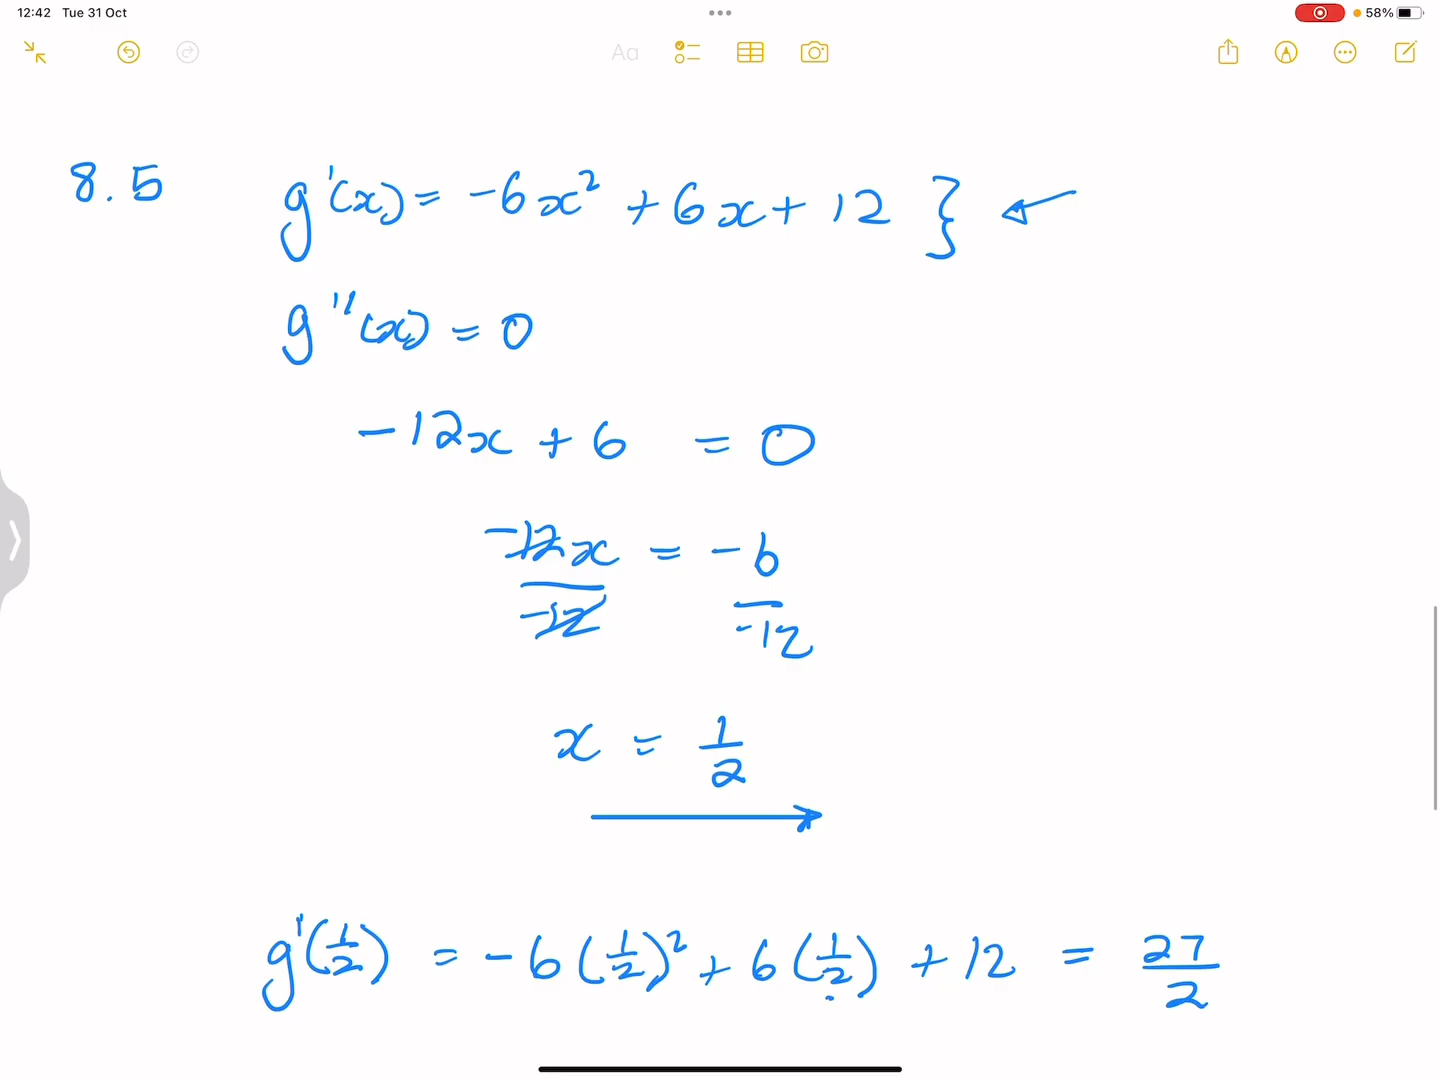 12:42 Tue 31 Oct 58%
Aa
8.5 g'(x) = -6x² + 6x + 12 }
g''(x) = 0
-12x + 6 = 0
-12x = -6
-12 -12
x = 1/2
g'(1/2) = -6(1/2)² + 6(1/2) + 12 = 27/2